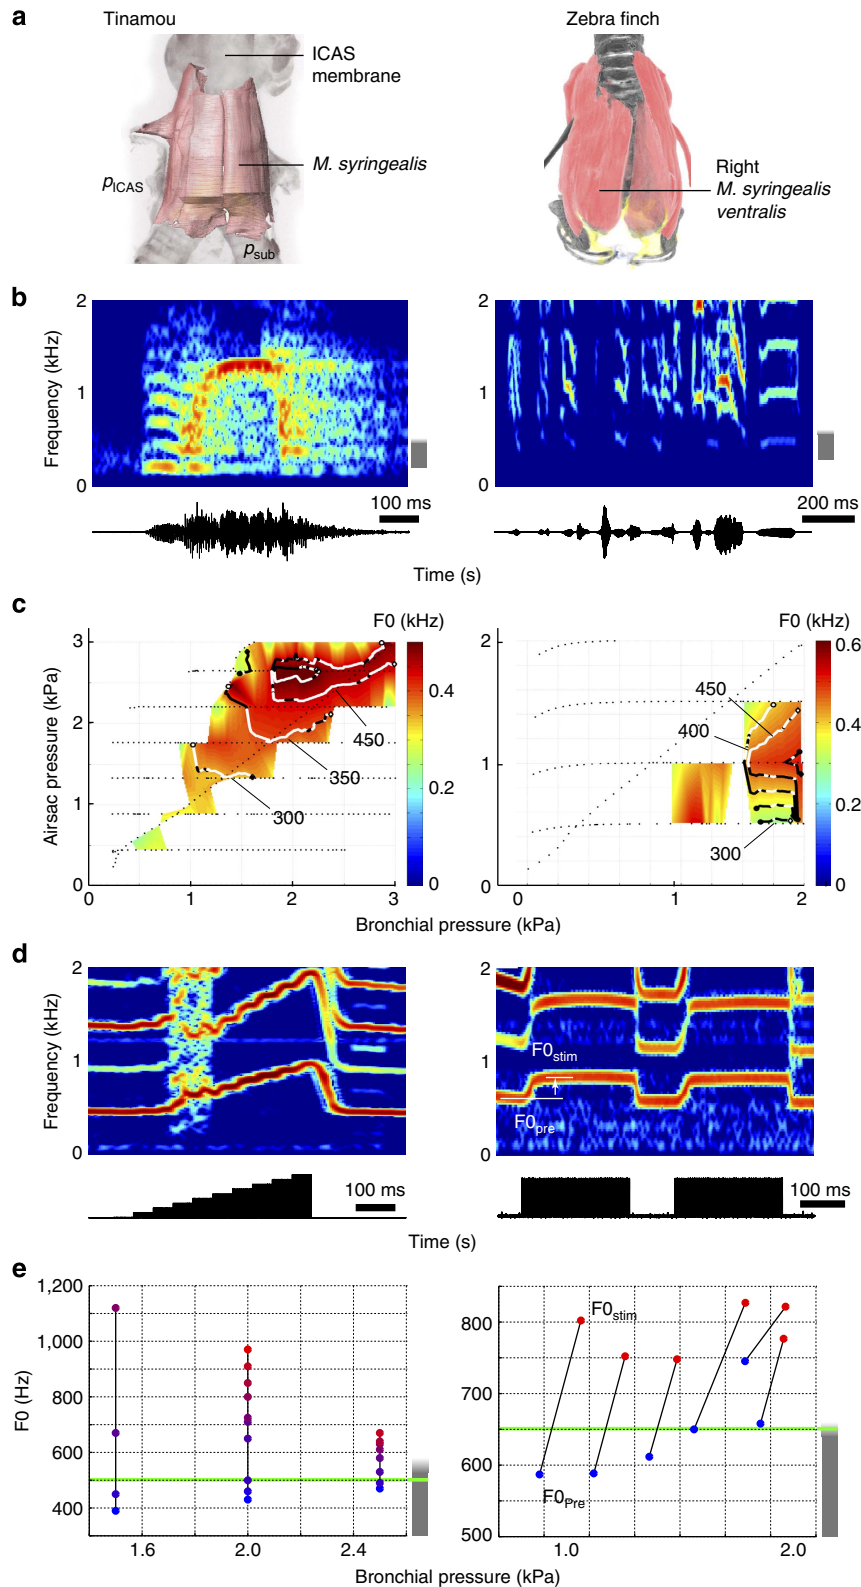 a
Tinamou
Zebra finch
ICAS
membrane
M. syringealis
pICAS
psub
Right
M. syringealis
ventralis
b
Frequency (kHz)
2
1
0
2
1
0
100 ms
200 ms
Time (s)
c
F0 (kHz)
F0 (kHz)
Airsac pressure (kPa)
3
2
1
0
0
1
2
3
450
350
300
0.4
0.2
0
2
1
0
0
1
2
450
400
300
0.6
0.4
0.2
0
Bronchial pressure (kPa)
d
Frequency (kHz)
2
1
0
2
1
0
F0stim
F0pre
100 ms
100 ms
Time (s)
e
F0 (Hz)
1,200
1,000
800
600
400
1.6
2.0
2.4
800
700
600
500
F0stim
F0Pre
1.0
2.0
Bronchial pressure (kPa)